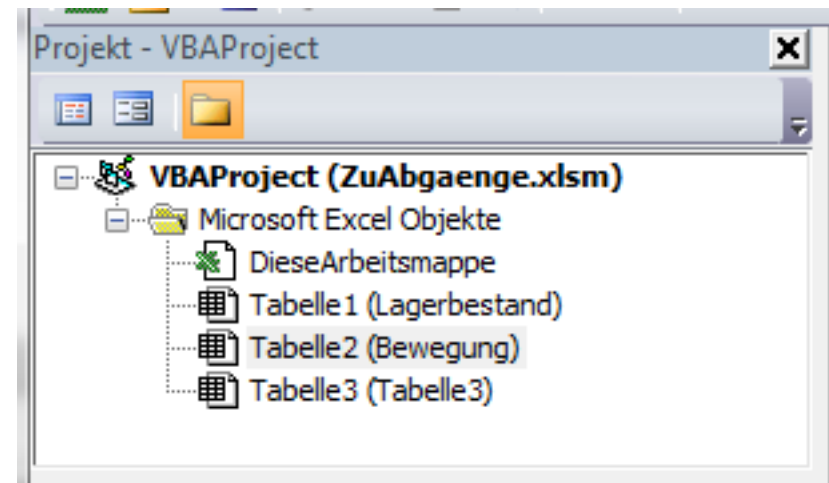 Projekt - VBAProject
VBAProject (ZuAbgaenge.xlsm)
Microsoft Excel Objekte
DieseArbeitsmappe
Tabelle1 (Lagerbestand)
Tabelle2 (Bewegung)
Tabelle3 (Tabelle3)